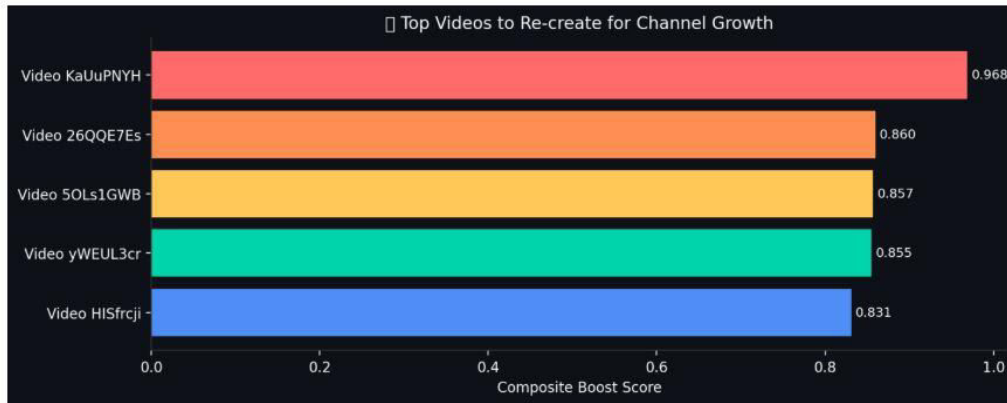 Top Videos to Re-create for Channel Growth
Video KaUuPNYH
0.968
Video 26QQE7Es
0.860
Video 5OLs1GWB
0.857
Video yWEUL3cr
0.855
Video HISfrcji
0.831
0.0 0.2 0.4 0.6 0.8 1.0
Composite Boost Score